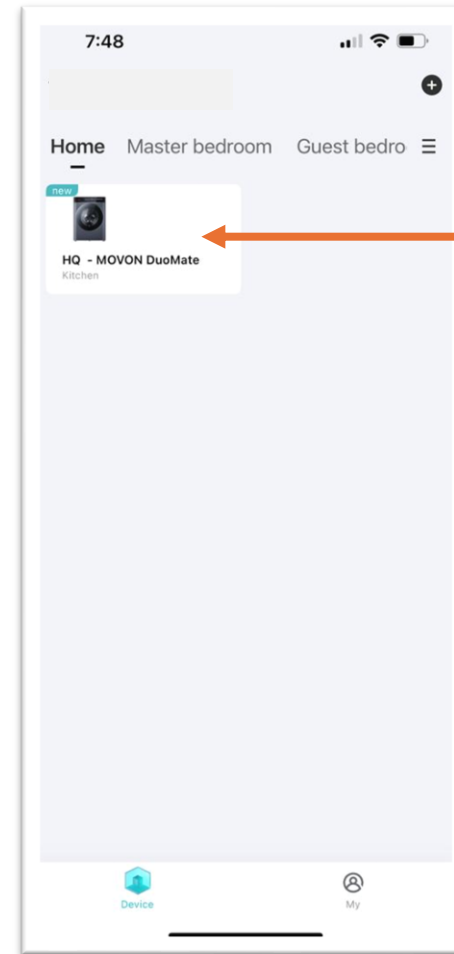 7:48
Home Master bedroom Guest bedro
new
HQ - MOVON DuoMate
Kitchen
Device My